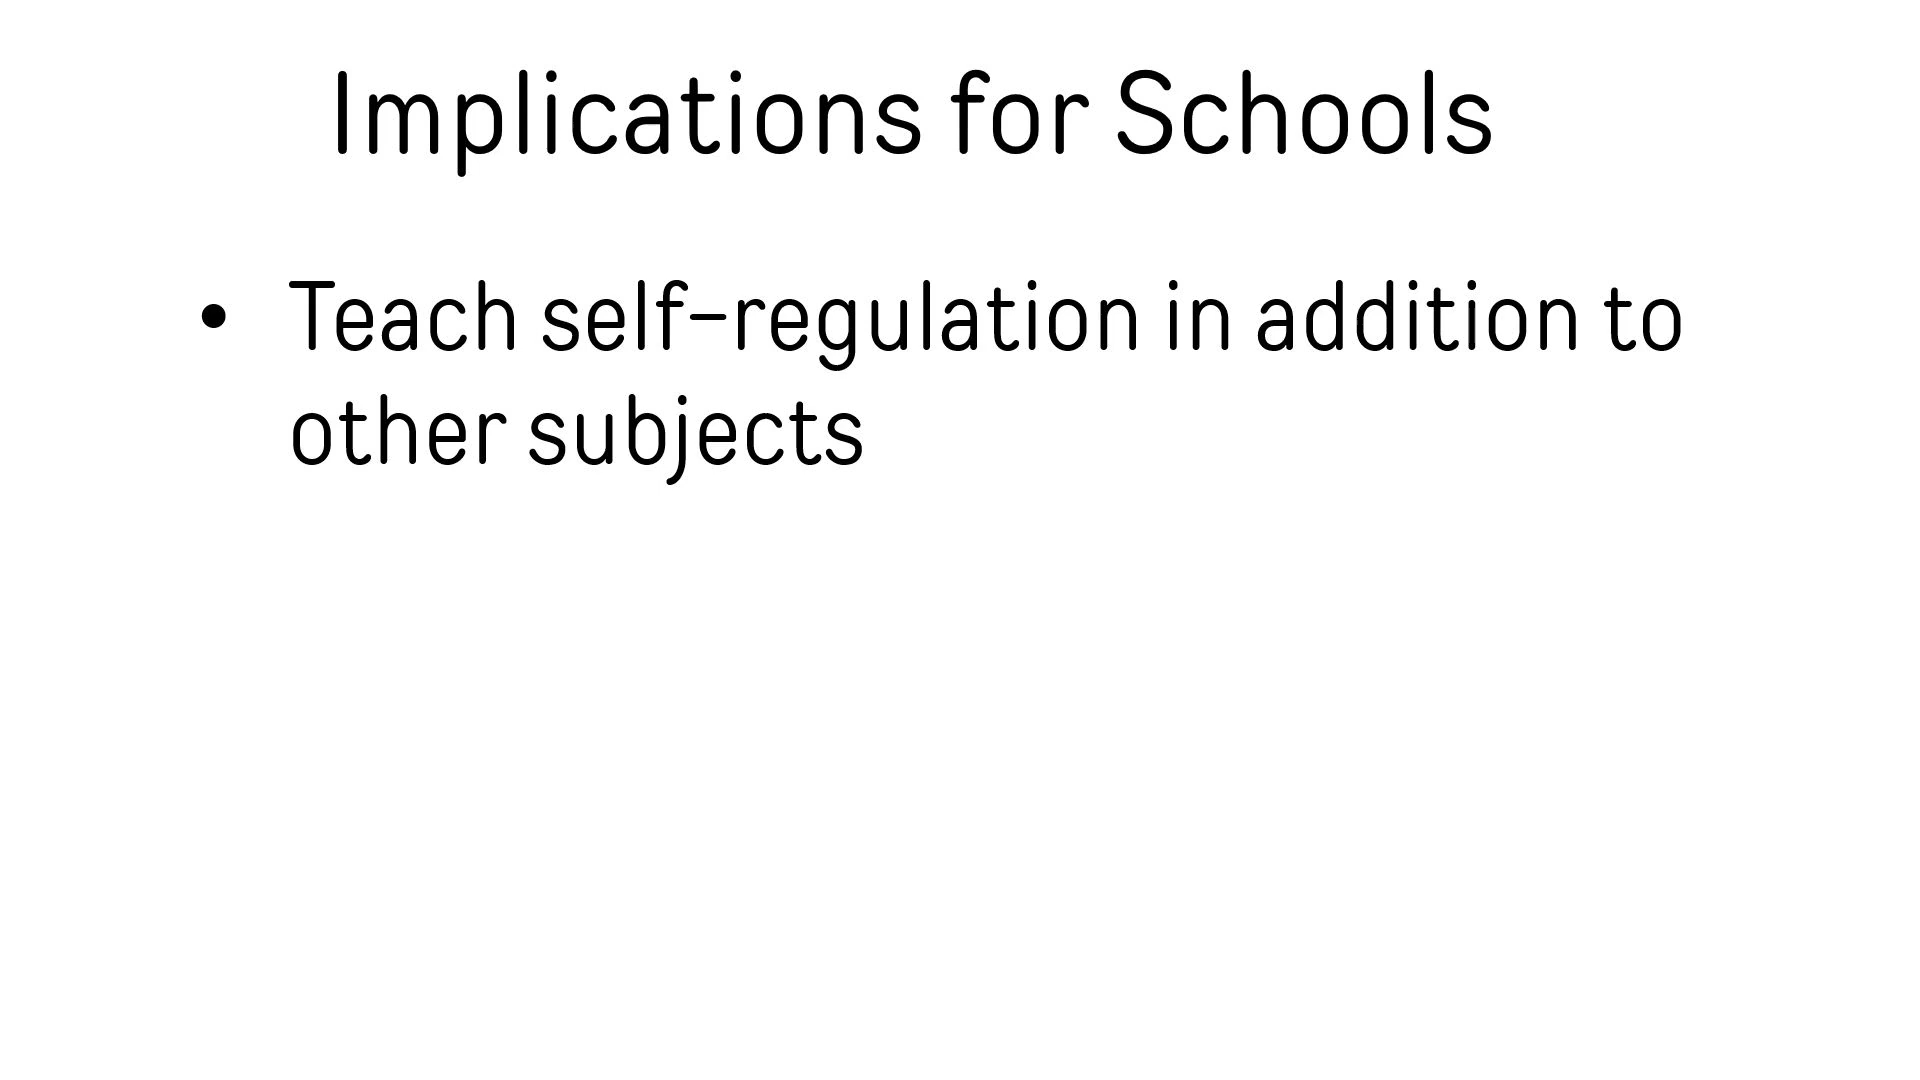 Implications for Schools
• Teach self-regulation in addition to
other subjects